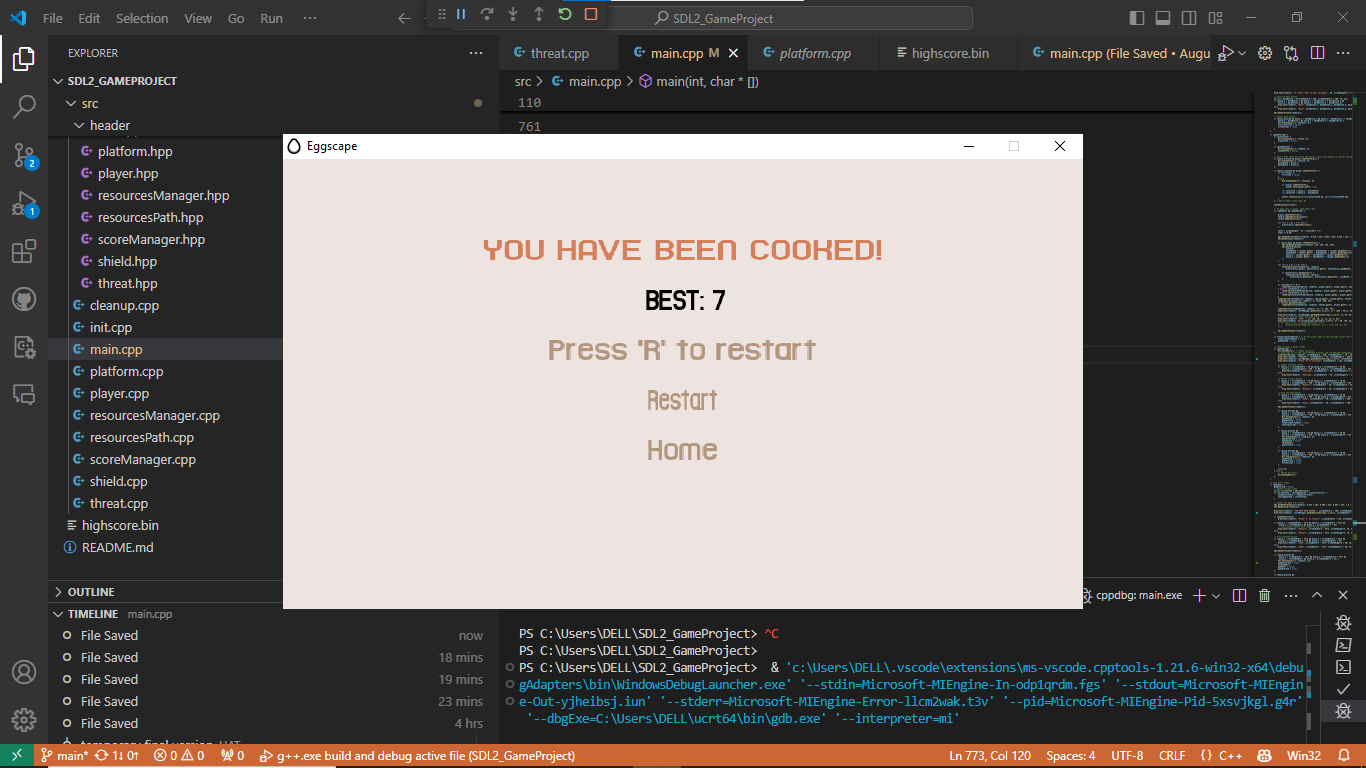 File Edit Selection View Go Run ··· SDL2_GameProject
EXPLORER
SDL2_GAMEPROJECT
src
header
platform.hpp
player.hpp
resourcesManager.hpp
resourcesPath.hpp
scoreManager.hpp
shield.hpp
threat.hpp
cleanup.cpp
init.cpp
main.cpp
platform.cpp
player.cpp
resourcesManager.cpp
resourcesPath.cpp
scoreManager.cpp
shield.cpp
threat.cpp
highscore.bin
README.md
OUTLINE
TIMELINE main.cpp
File Saved now
File Saved 18 mins
File Saved 19 mins
File Saved 23 mins
File Saved 4 hrs
2
1
threat.cpp main.cpp M platform.cpp highscore.bin main.cpp (File Saved • Augu
src > main.cpp > main(int, char * [])
110
761
Eggscape
YOU HAVE BEEN COOKED!
BEST: 7
Press 'R' to restart
Restart
Home
cppdbg: main.exe
PS C:\Users\DELL\SDL2_GameProject> ^C
PS C:\Users\DELL\SDL2_GameProject>
PS C:\Users\DELL\SDL2_GameProject> & 'c:\Users\DELL\.vscode\extensions\ms-vscode.cpptools-1.21.6-win32-x64\debu
gAdapters\bin\WindowsDebugLauncher.exe' '--stdin=Microsoft-MIEngine-In-odp1qrdm.fgs' '--stdout=Microsoft-MIEngin
e-Out-yjheibsj.iun' '--stderr=Microsoft-MIEngine-Error-llcm2wak.t3v' '--pid=Microsoft-MIEngine-Pid-5xsvjkgl.g4r'
'--dbgExe=C:\Users\DELL\ucrt64\bin\gdb.exe' '--interpreter=mi'
main* 1↓ 0↑ 0 0 0 g++.exe build and debug active file (SDL2_GameProject) Ln 773, Col 120 Spaces: 4 UTF-8 CRLF {} C++ Win32